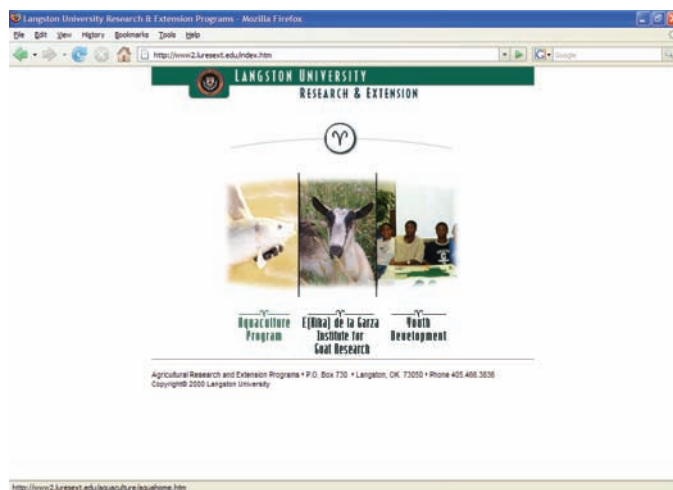 Langston University Research & Extension Programs - Mozilla Firefox
File Edit View History Bookmarks Tools Help
http://www2.luresext.edu/index.htm
Google
LANGSTON UNIVERSITY
RESEARCH & EXTENSION
Aquaculture
Program
E[Kika] de la Garza
Institute for
Goat Research
Youth
Development
Agricultural Research and Extension Programs • P.O. Box 730 • Langston, OK 73050 • Phone 405.466.3836
Copyright© 2000 Langston University
http://www2.luresext.edu/aquaculture/aquahome.htm